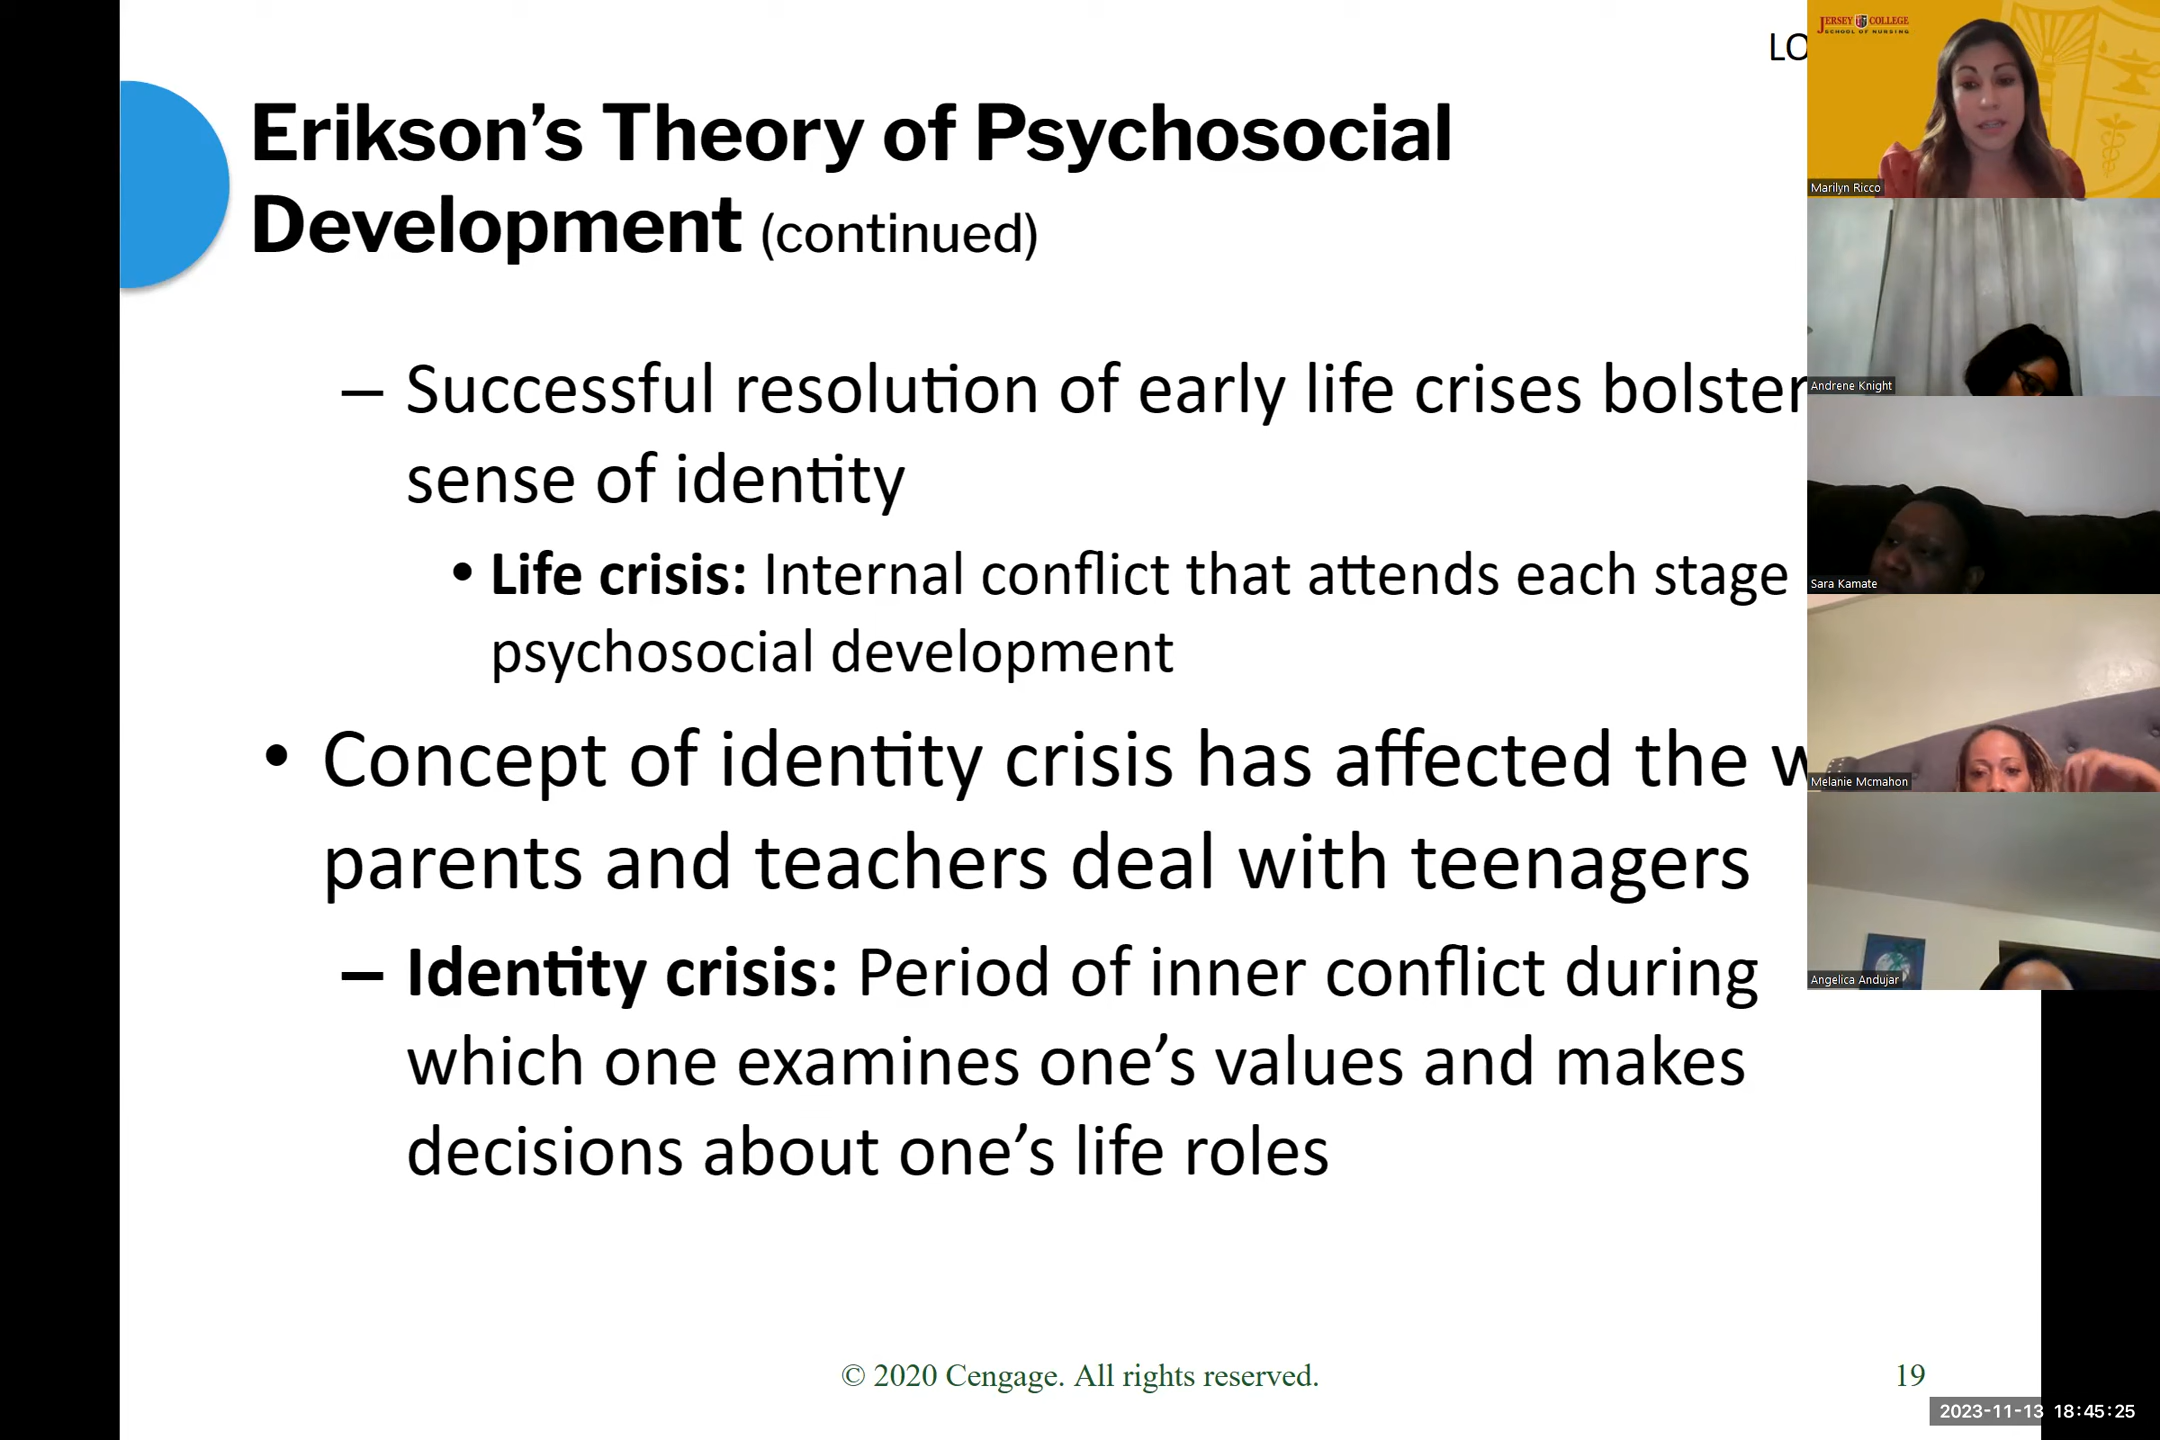 LO
Erikson’s Theory of Psychosocial
Development (continued)
– Successful resolution of early life crises bolster
sense of identity
• Life crisis: Internal conflict that attends each stage
psychosocial development
• Concept of identity crisis has affected the w
parents and teachers deal with teenagers
– Identity crisis: Period of inner conflict during
which one examines one’s values and makes
decisions about one’s life roles
© 2020 Cengage. All rights reserved.
19
JERSEY COLLEGE
SCHOOL OF NURSING
Marilyn Ricco
Andrene Knight
Sara Kamate
Melanie Mcmahon
Angelica Andujar
2023-11-13 18:45:25